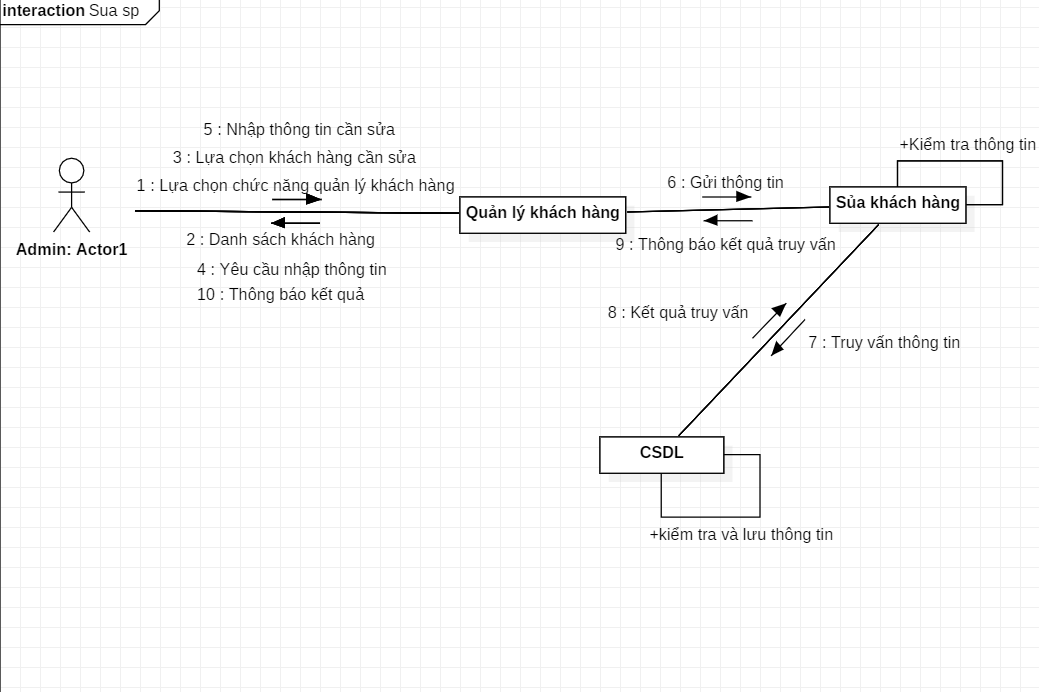 interaction Sua sp
5 : Nhập thông tin cần sửa
3 : Lựa chọn khách hàng cần sửa
1 : Lựa chọn chức năng quản lý khách hàng
Admin: Actor1
2 : Danh sách khách hàng
4 : Yêu cầu nhập thông tin
10 : Thông báo kết quả
Quản lý khách hàng
6 : Gửi thông tin
9 : Thông báo kết quả truy vấn
+Kiểm tra thông tin
Sủa khách hàng
8 : Kết quả truy vấn
7 : Truy vấn thông tin
CSDL
+kiểm tra và lưu thông tin